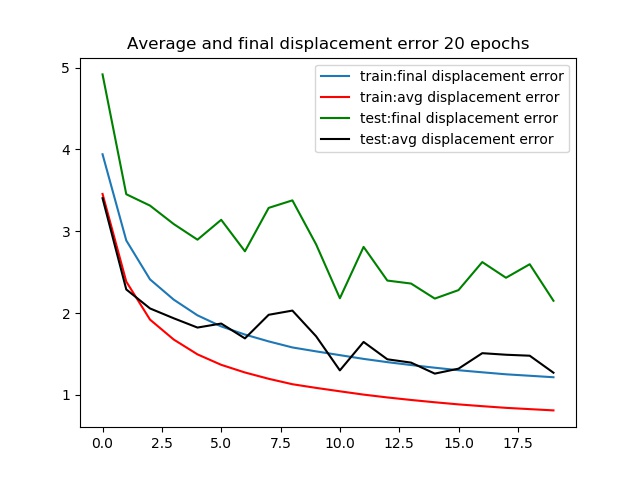 Average and final displacement error 20 epochs
train:final displacement error
train:avg displacement error
test:final displacement error
test:avg displacement error
5
4
3
2
1
0.0 2.5 5.0 7.5 10.0 12.5 15.0 17.5